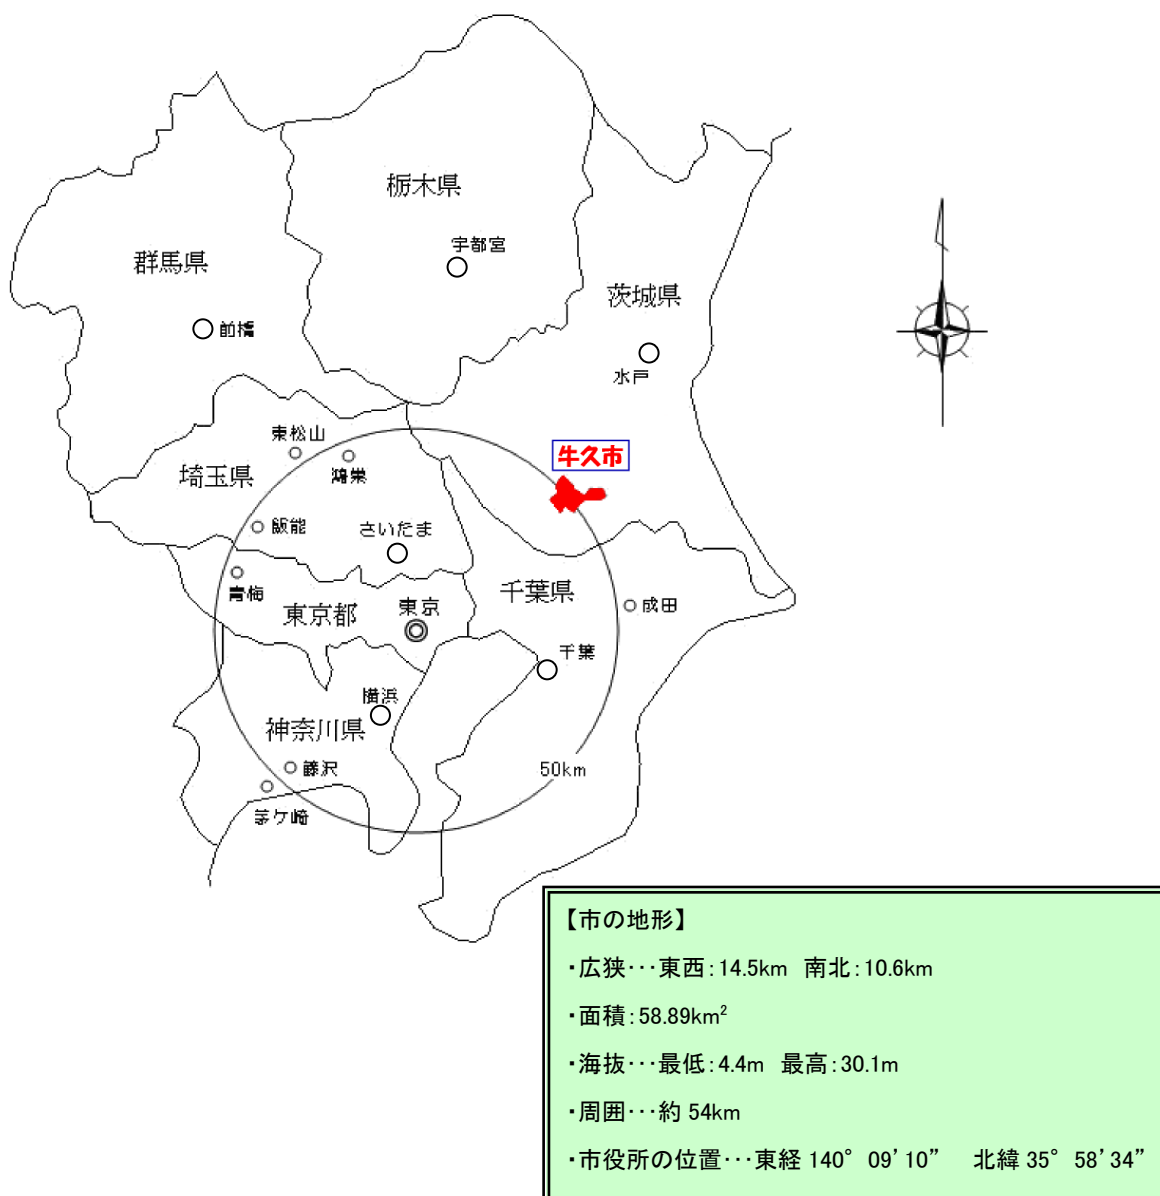 栃木県
宇都宮
群馬県
前橋
茨城県
水戸
東松山
鴻巣
牛久市
埼玉県
飯能
さいたま
青梅
東京都
東京
千葉県
成田
千葉
横浜
神奈川県
藤沢
50km
茅ケ崎
【市の地形】
・広狭･･･東西：14.5km 南北：10.6km
・面積：58.89km²
・海抜･･･最低：4.4m 最高：30.1m
・周囲･･･約 54km
・市役所の位置･･･東経 140° 09’10” 北緯 35° 58’34”